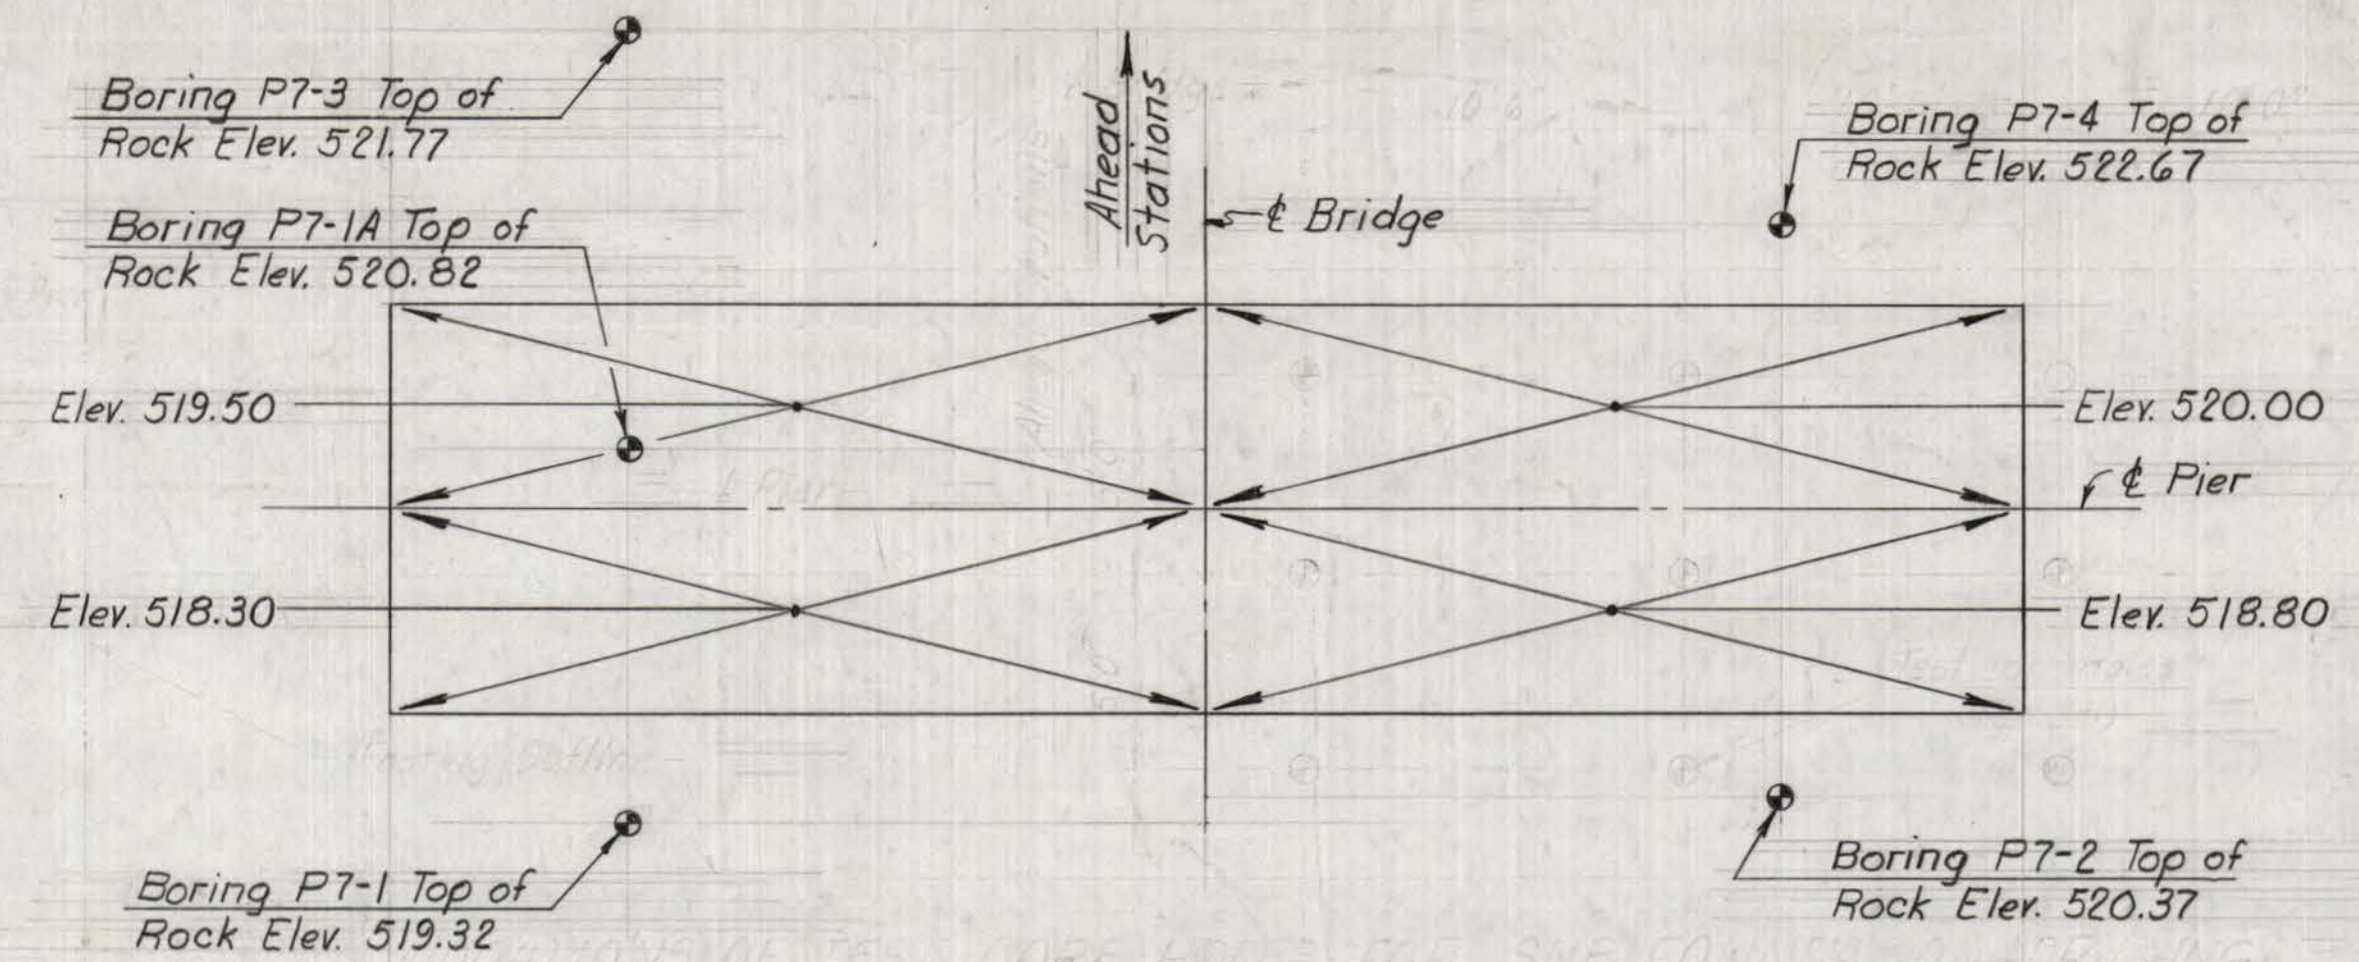 Boring P7-3 Top of
Rock Elev. 521.77
Ahead
Stations
Boring P7-4 Top of
Rock Elev. 522.67
Boring P7-1A Top of
Rock Elev. 520.82
℄ Bridge
Elev. 519.50
Elev. 520.00
℄ Pier
Elev. 518.30
Elev. 518.80
Boring P7-1 Top of
Rock Elev. 519.32
Boring P7-2 Top of
Rock Elev. 520.37